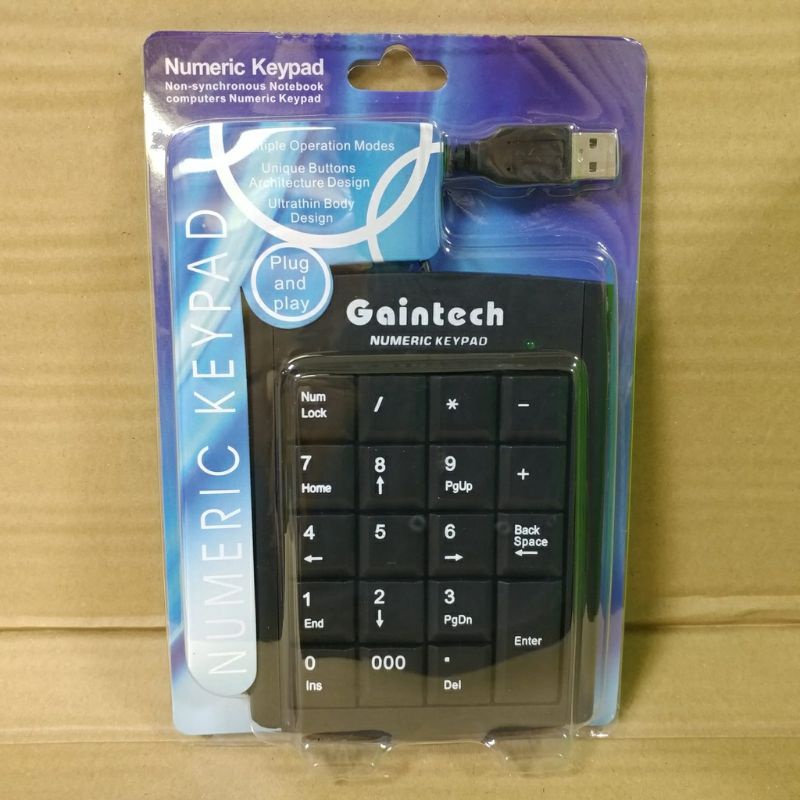 Numeric Keypad
Non-synchronous Notebook
computers Numeric Keypad
Operation Modes
Unique Buttons
Architecture Design
Ultrathin Body
Design
Plug
and
play
NUMERIC KEYPAD
Gaintech
NUMERIC KEYPAD
Num
Lock
/
*
-
7
Home
8
↑
9
PgUp
+
4
←
5
6
→
Back
Space
←
1
End
2
↓
3
PgDn
Enter
0
Ins
000
.
Del